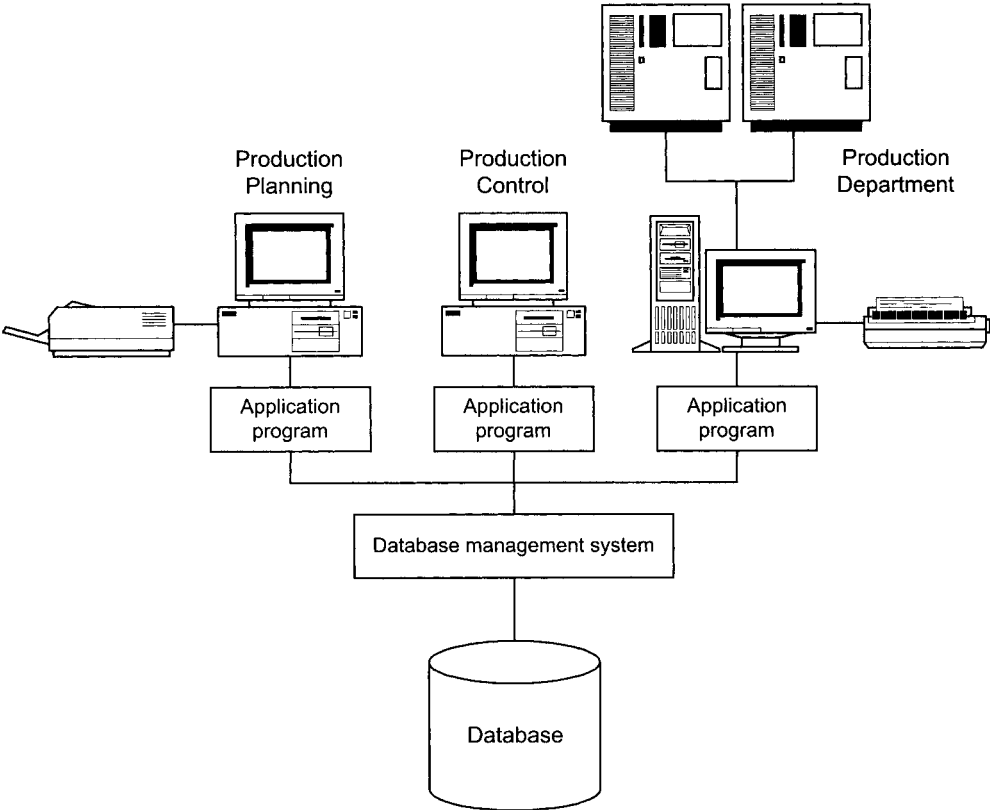 Production
Planning
Production
Control
Production
Department
Application
program
Application
program
Application
program
Database management system
Database